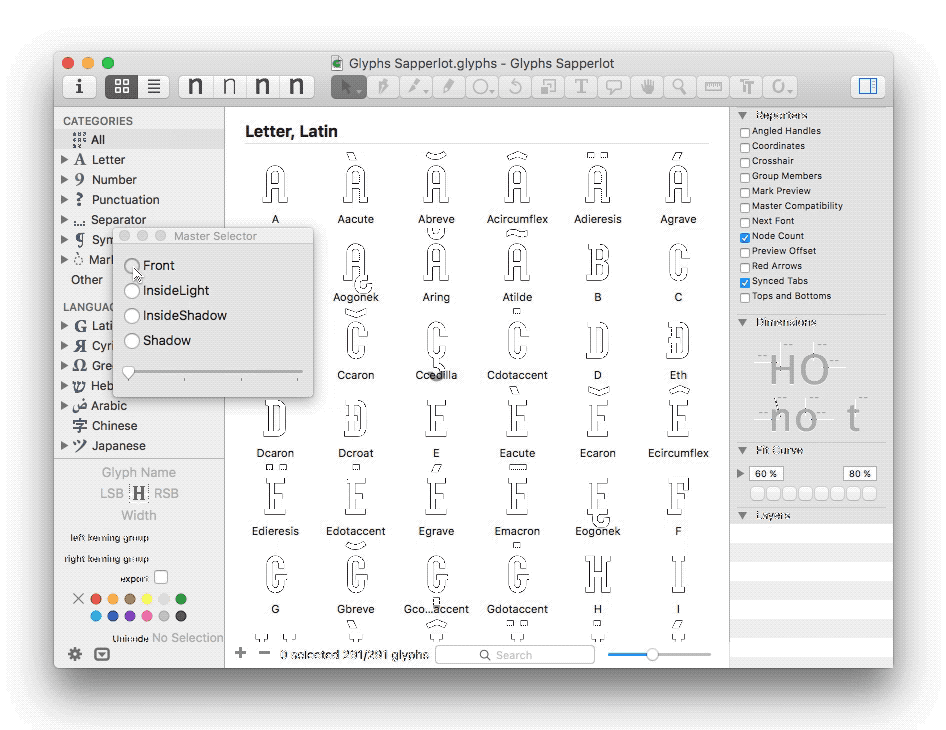 Glyphs Sapperlot.glyphs - Glyphs Sapperlot
n n n n
CATEGORIES
All
Letter
Number
Punctuation
Separator
Sym
Mark
Other
LANGUAG
Lati
Cyri
Gre
Heb
Arabic
字 Chinese
Japanese
Glyph Name
LSB H RSB
Width
left kerning group
right kerning group
export
Unicode No Selection
Master Selector
Front
InsideLight
InsideShadow
Shadow
Letter, Latin
A Aacute Abreve Acircumflex Adieresis Agrave
Aogonek Aring Atilde B C
Ccaron Ccedilla Cdotaccent D Eth
Dcaron Dcroat E Eacute Ecaron Ecircumflex
Edieresis Edotaccent Egrave Emacron Eogonek F
G Gbreve Gco...accent Gdotaccent H I
selected glyphs
Search
Reporters
Angled Handles
Coordinates
Crosshair
Group Members
Mark Preview
Master Compatibility
Next Font
Node Count
Preview Offset
Red Arrows
Synced Tabs
Tops and Bottoms
Dimensions
HO
no t
Fit Curve
60 % 80 %
Layers